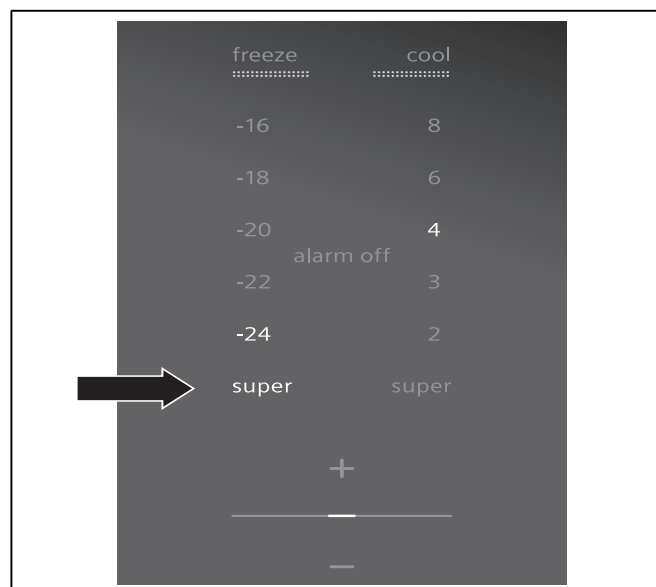 freeze cool
-16 8
-18 6
-20 4
alarm off
-22 3
-24 2
super super
+
−